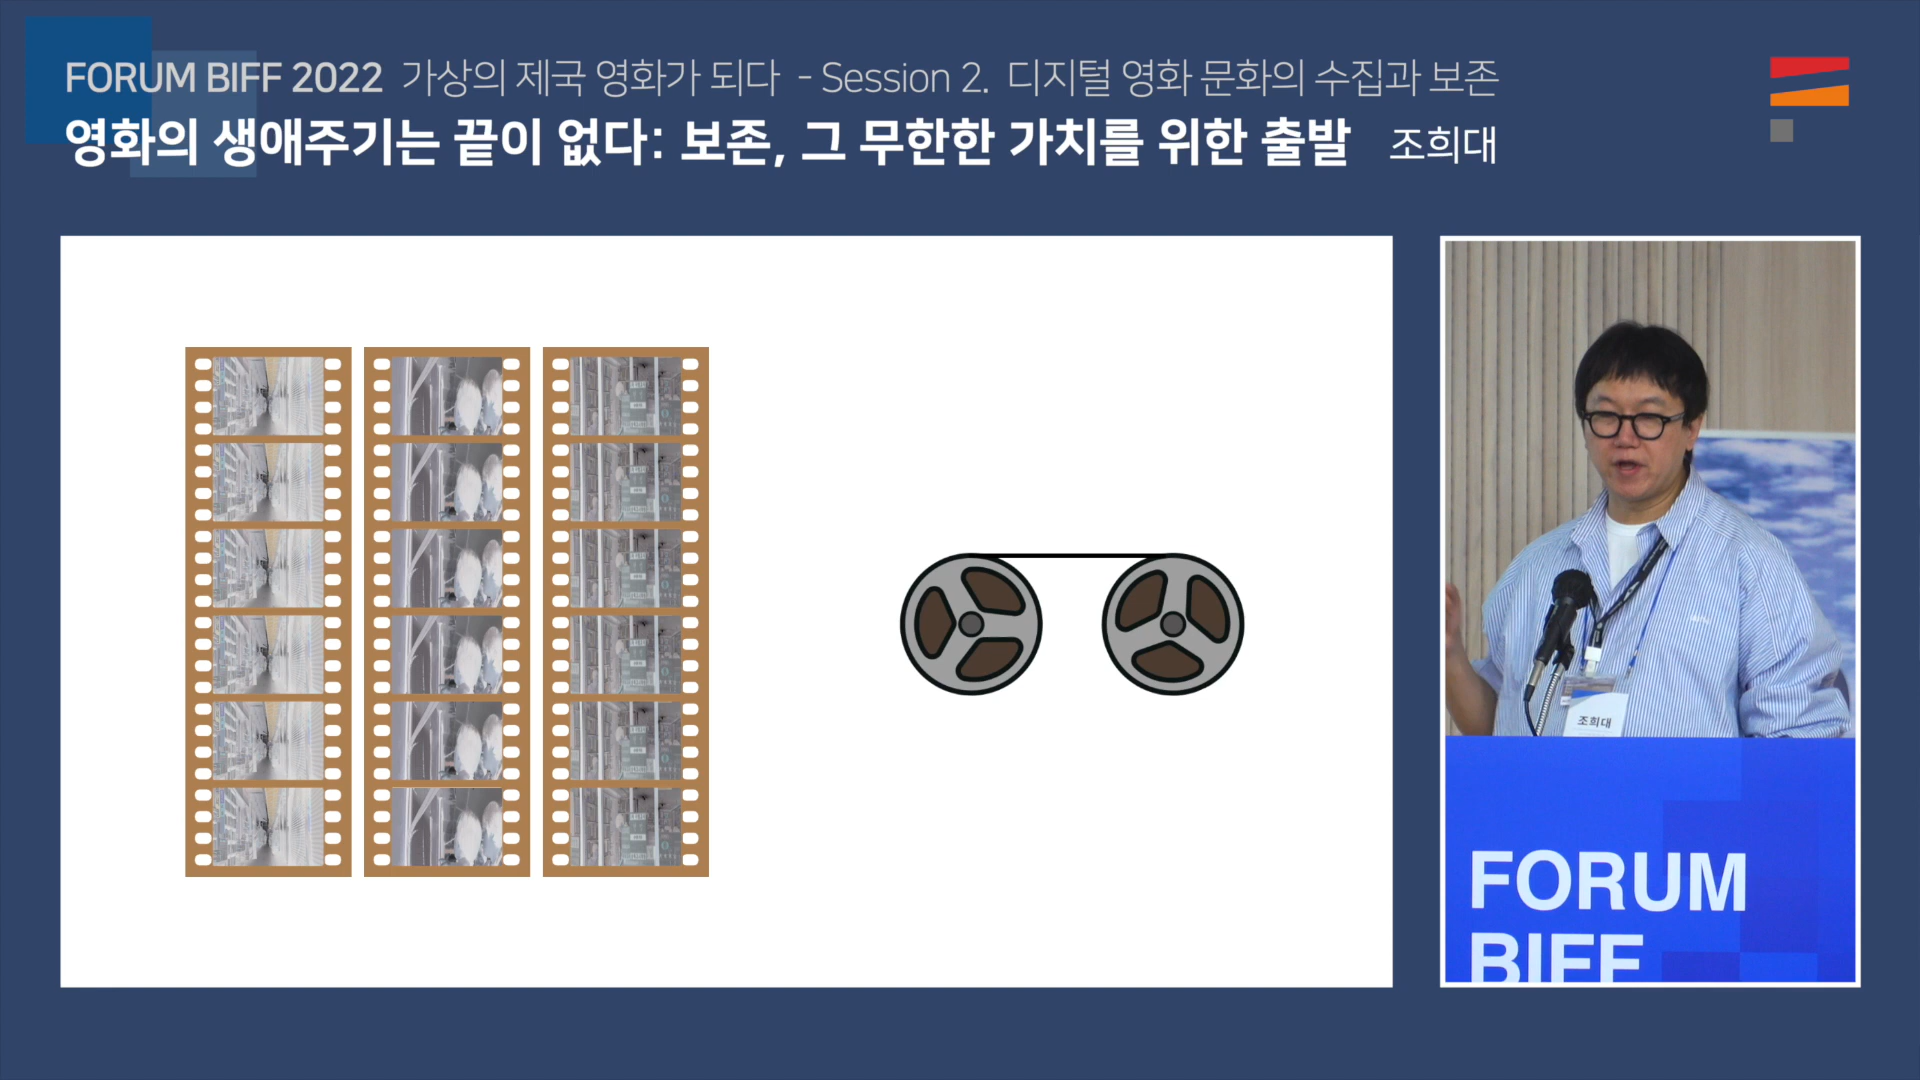 FORUM BIFF 2022 가상의 제국 영화가 되다 - Session 2. 디지털 영화 문화의 수집과 보존
영화의 생애주기는 끝이 없다: 보존, 그 무한한 가치를 위한 출발 조희대
조희대
FORUM
BIFF